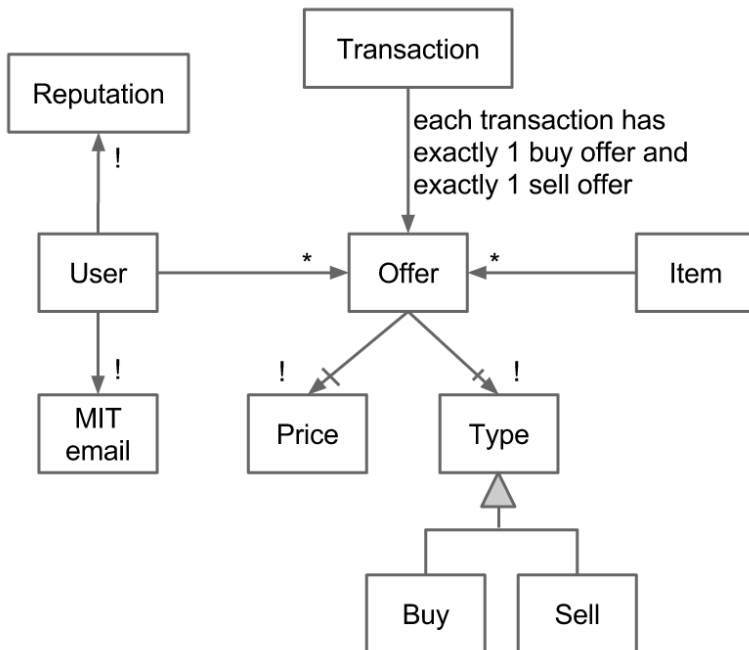 Transaction
Reputation
each transaction has
exactly 1 buy offer and
exactly 1 sell offer
!
User
*
Offer
*
Item
!
!
!
MIT
email
Price
Type
Buy
Sell